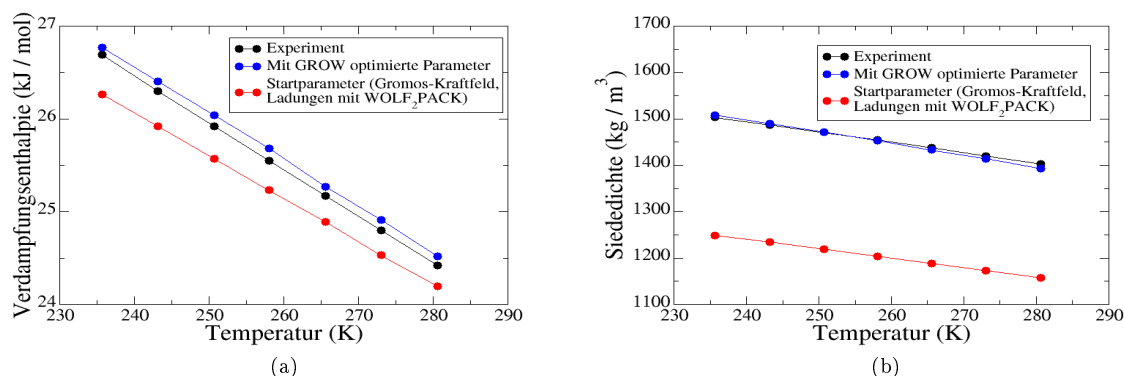 27
26
25
24
Verdampfungsenthalpie (kJ / mol)
Experiment
Mit GROW optimierte Parameter
Startparameter (Gromos-Kraftfeld,
Ladungen mit WOLF₂PACK)
230 240 250 260 270 280 290
Temperatur (K)
(a)
1700
1600
1500
1400
1300
1200
1100
Siededichte (kg / m³)
Experiment
Mit GROW optimierte Parameter
Startparameter (Gromos-Kraftfeld,
Ladungen mit WOLF₂PACK)
230 240 250 260 270 280 290
Temperatur (K)
(b)